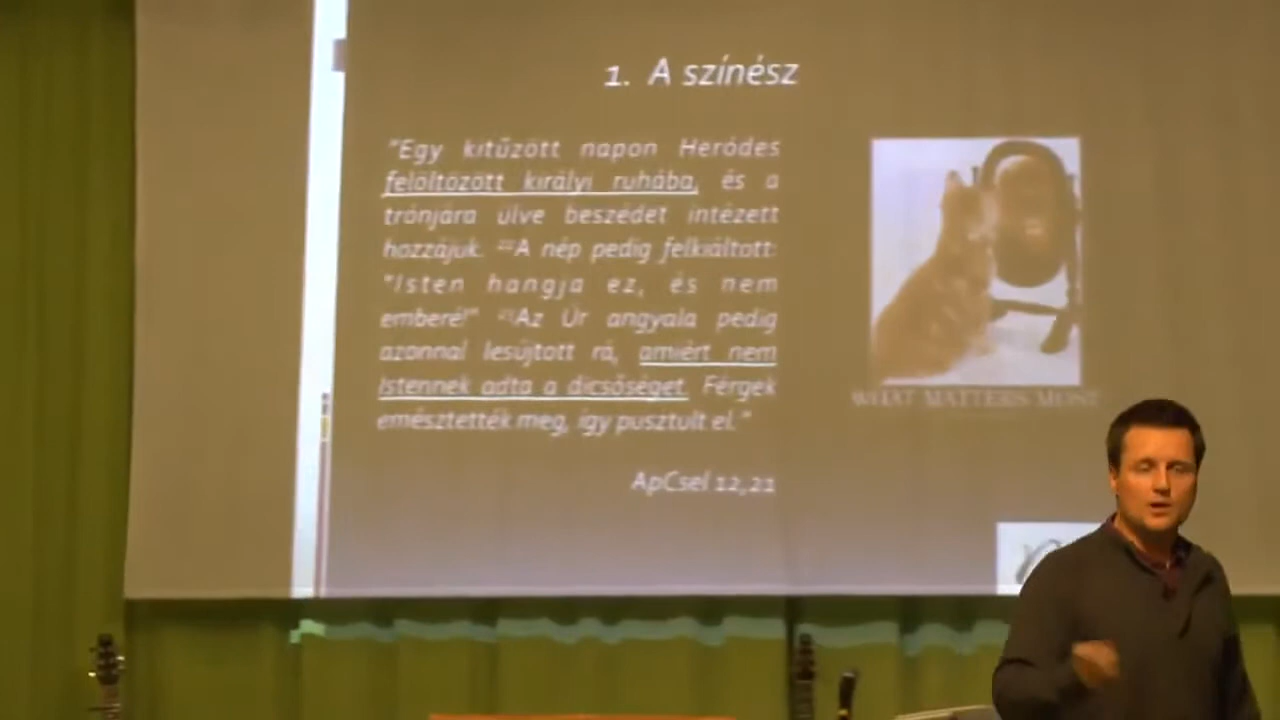 1. A színész
"Egy kitűzött napon Heródes
felöltözött királyi ruhába, és a
trónjára ülve beszédet intézett
hozzájuk. ²²A nép pedig felkiáltott:
"Isten hangja ez, és nem
emberé!" ²³Az Úr angyala pedig
azonnal lesújtott rá, amiért nem
Istennek adta a dicsőséget. Férgek
emésztették meg, így pusztult el."
ApCsel 12,21
WHAT MATTERS MOST